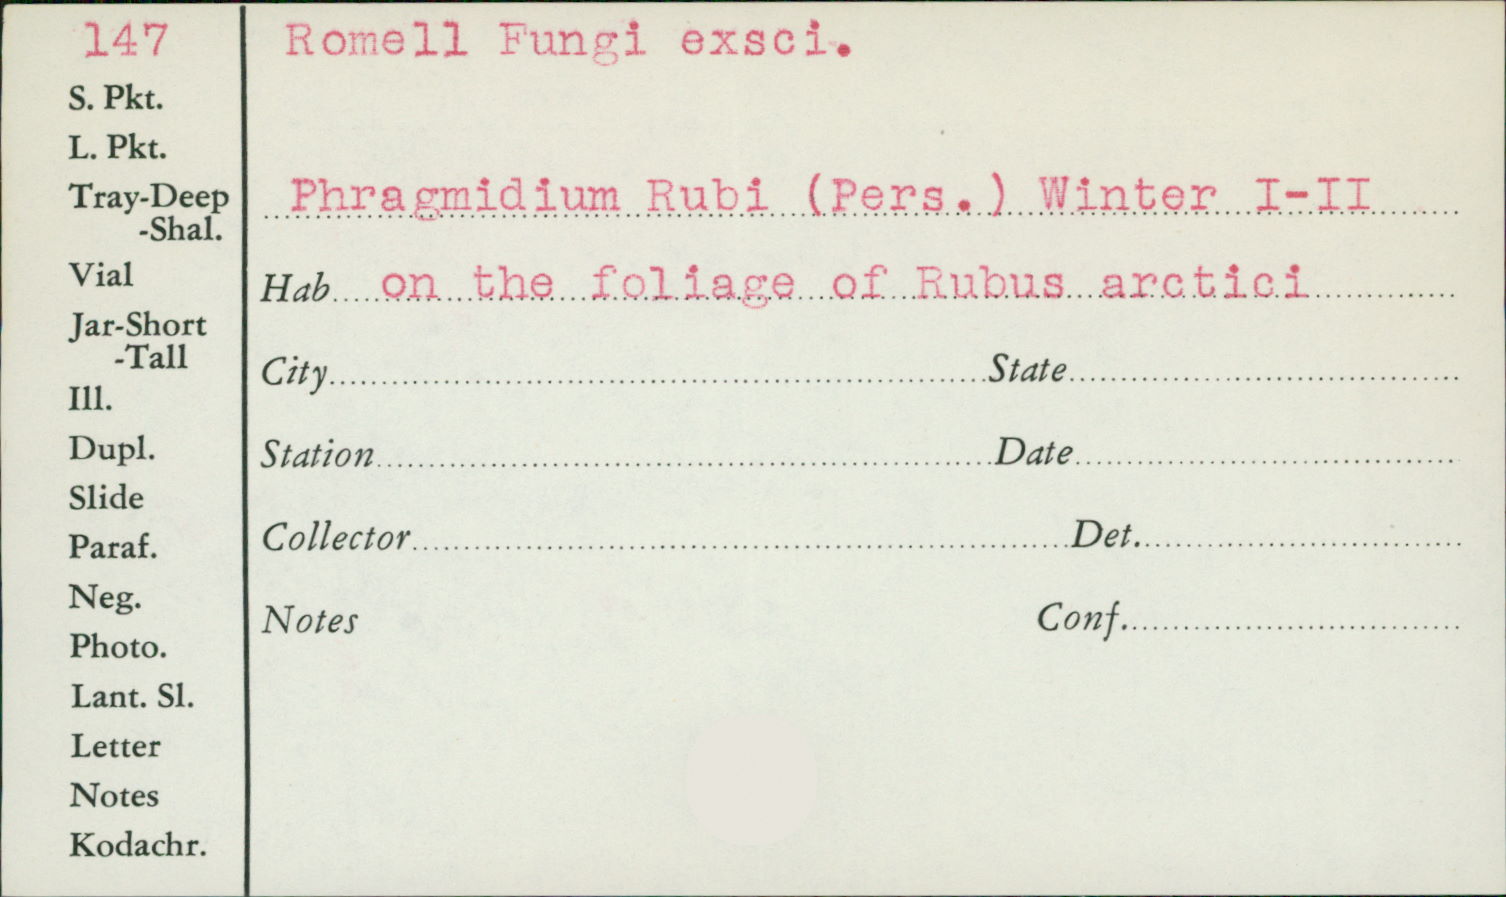 147
S. Pkt.
L. Pkt.
Tray-Deep
-Shal.
Vial
Jar-Short
-Tall
Ill.
Dupl.
Slide
Paraf.
Neg.
Photo.
Lant. Sl.
Letter
Notes
Kodachr.
Romell Fungi exsci.
Phragmidium Rubi (Pers.) Winter I-II
Hab on the foliage of Rubus arctici
City State
Station Date
Collector Det.
Notes Conf.